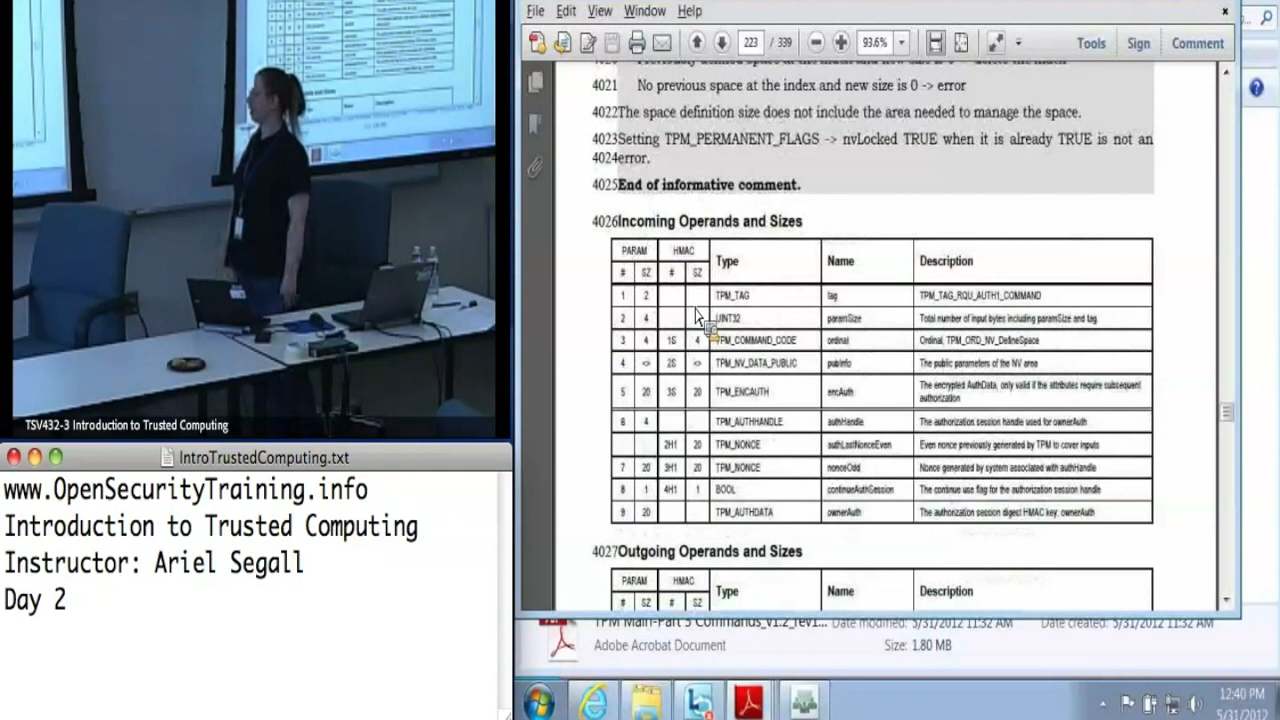 File Edit View Window Help
223 / 339 93.6% Tools Sign Comment
4021 No previous space at the index and new size is 0 -> error
4022The space definition size does not include the area needed to manage the space.
4023Setting TPM_PERMANENT_FLAGS -> nvLocked TRUE when it is already TRUE is not an
4024error.
4025End of informative comment.
4026Incoming Operands and Sizes
PARAM HMAC Type Name Description
# SZ # SZ
1 2 TPM_TAG tag TPM_TAG_RQU_AUTH1_COMMAND
2 4 UINT32 paramSize Total number of input bytes including paramSize and tag
3 4 1S 4 TPM_COMMAND_CODE ordinal Ordinal, TPM_ORD_NV_DefineSpace
4 <> 2S <> TPM_NV_DATA_PUBLIC pubInfo The public parameters of the NV area
5 20 3S 20 TPM_ENCAUTH encAuth The encrypted AuthData, only valid if the attributes require subsequent
authorization
6 4 TPM_AUTHHANDLE authHandle The authorization session handle used for ownerAuth
2H1 20 TPM_NONCE authLastNonceEven Even nonce previously generated by TPM to cover inputs
7 20 3H1 20 TPM_NONCE nonceOdd Nonce generated by system associated with authHandle
8 1 4H1 1 BOOL continueAuthSession The continue use flag for the authorization session handle
9 20 TPM_AUTHDATA ownerAuth The authorization session digest HMAC key: ownerAuth
4027Outgoing Operands and Sizes
PARAM HMAC Type Name Description
# SZ # SZ
TPM Main-Part 3 Commands_v1.2_rev1... Date modified: 5/31/2012 11:32 AM Date created: 5/31/2012 11:32 AM
Adobe Acrobat Document Size: 1.80 MB
12:40 PM
5/31/2012
TSV432-3 Introduction to Trusted Computing
IntroTrustedComputing.txt
www.OpenSecurityTraining.info
Introduction to Trusted Computing
Instructor: Ariel Segall
Day 2